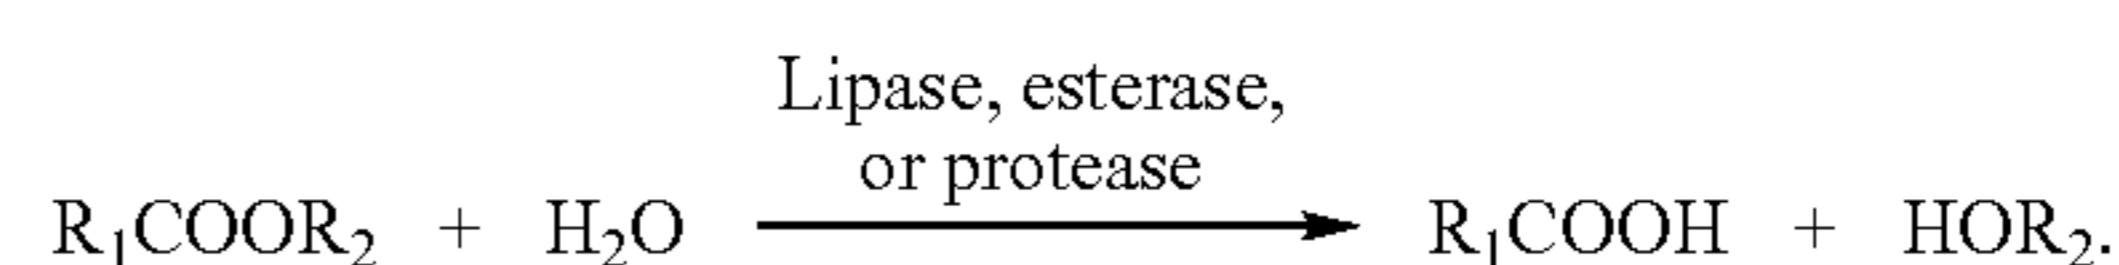 Lipase, esterase,
or protease
R₁COOR₂ + H₂O ⟶ R₁COOH + HOR₂.